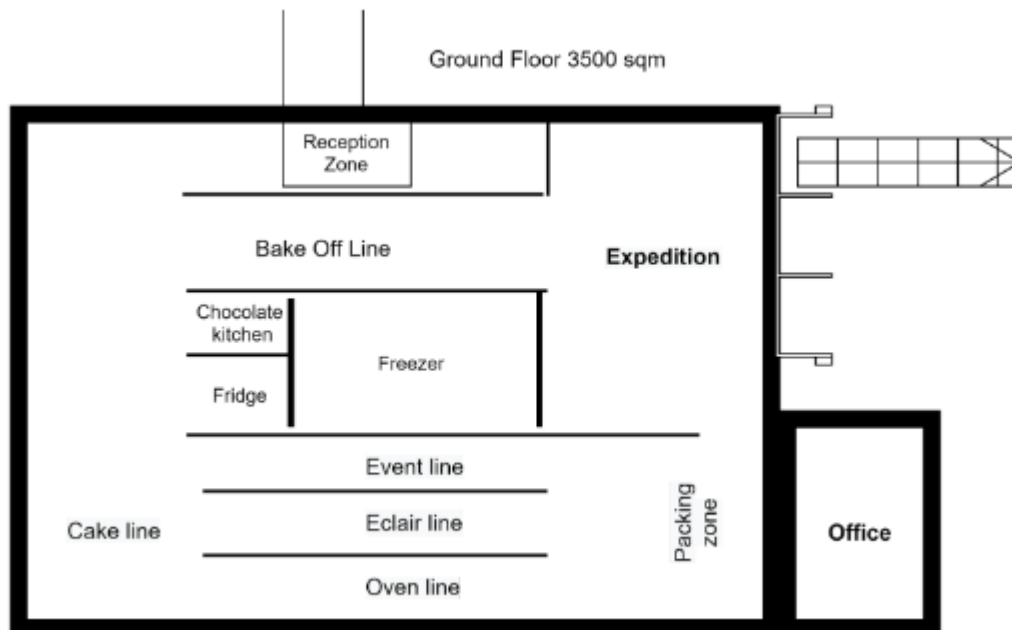 Ground Floor 3500 sqm
Reception
Zone
Bake Off Line
Expedition
Chocolate
kitchen
Freezer
Fridge
Event line
Eclair line
Packing
zone
Cake line
Office
Oven line